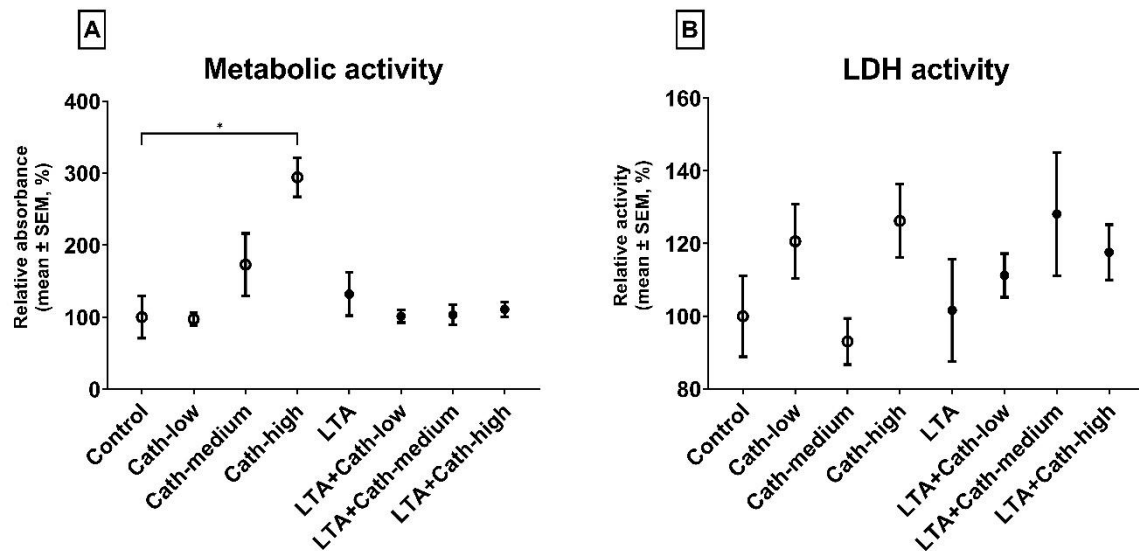 A
Metabolic activity
Relative absorbance
(mean ± SEM, %)
400
300
200
100
0
*
Control
Cath-low
Cath-medium
Cath-high
LTA
LTA+Cath-low
LTA+Cath-medium
LTA+Cath-high
B
LDH activity
Relative activity
(mean ± SEM, %)
160
140
120
100
80
Control
Cath-low
Cath-medium
Cath-high
LTA
LTA+Cath-low
LTA+Cath-medium
LTA+Cath-high